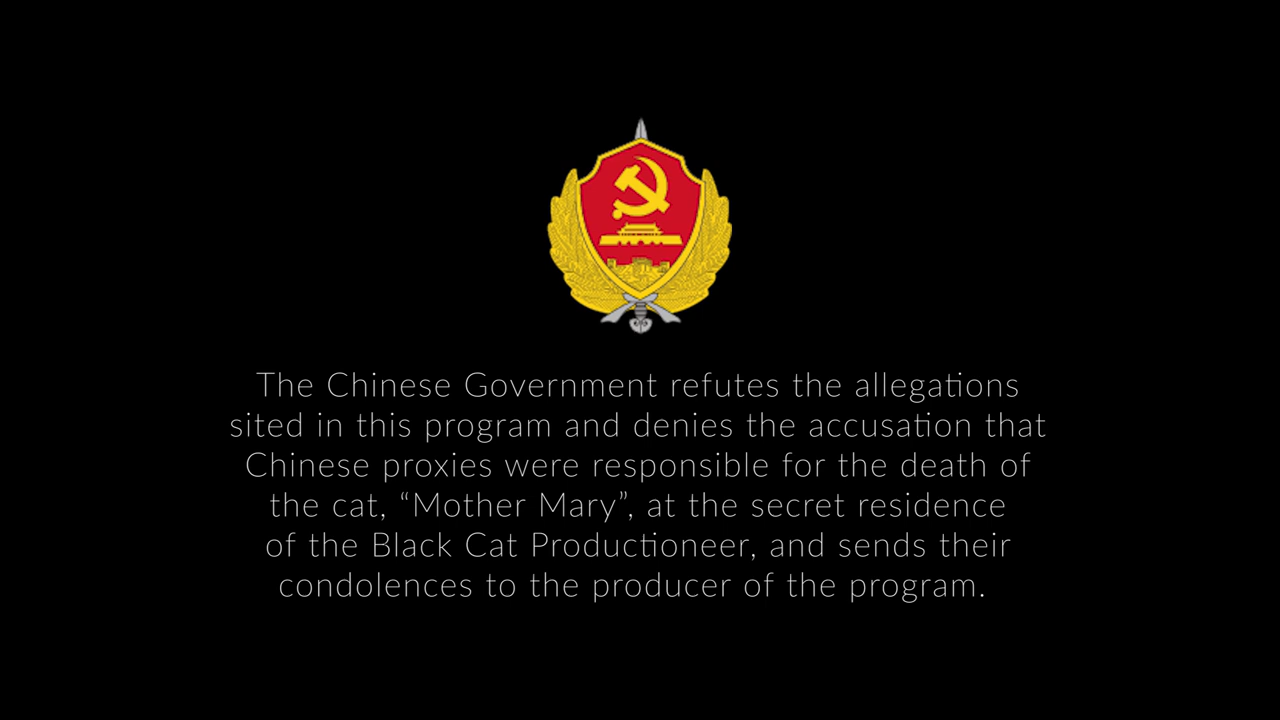 The Chinese Government refutes the allegations
sited in this program and denies the accusation that
Chinese proxies were responsible for the death of
the cat, “Mother Mary”, at the secret residence
of the Black Cat Productioneer, and sends their
condolences to the producer of the program.